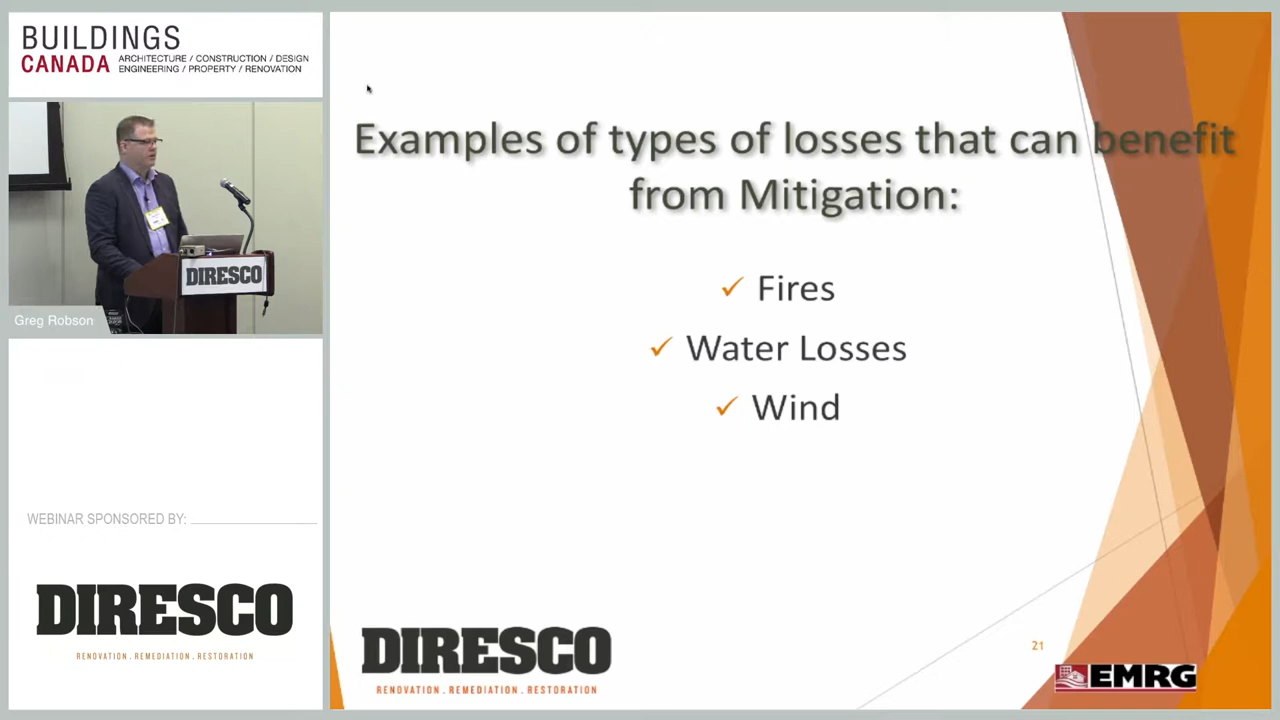 BUILDINGS
CANADA ARCHITECTURE / CONSTRUCTION / DESIGN
ENGINEERING / PROPERTY / RENOVATION
DIRESCO
Greg Robson
WEBINAR SPONSORED BY:
DIRESCO
RENOVATION . REMEDIATION . RESTORATION
Examples of types of losses that can benefit
from Mitigation:
✓ Fires
✓ Water Losses
✓ Wind
DIRESCO
RENOVATION . REMEDIATION . RESTORATION
21
EMRG